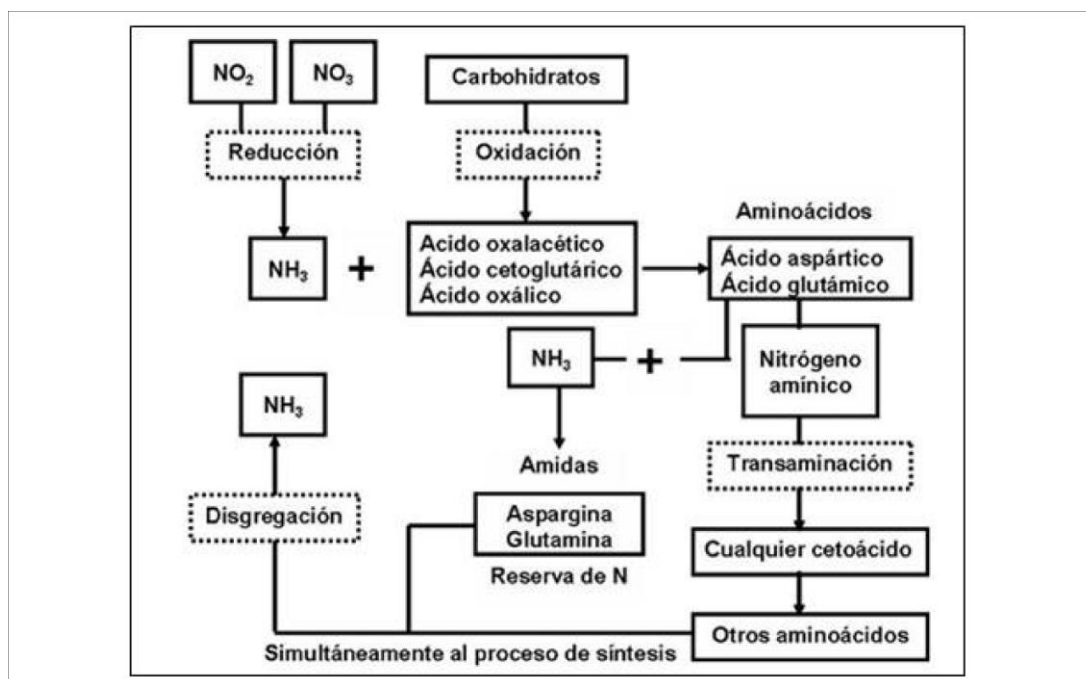 NO₂
NO₃
Carbohidratos
Reducción
Oxidación
Aminoácidos
NH₃
+
Acido oxalacético
Ácido cetoglutárico
Ácido oxálico
Ácido aspártico
Ácido glutámico
NH₃
+
Nitrógeno
amínico
NH₃
Amidas
Transaminación
Disgregación
Aspargina
Glutamina
Cualquier cetoácido
Reserva de N
Otros aminoácidos
Simultáneamente al proceso de síntesis